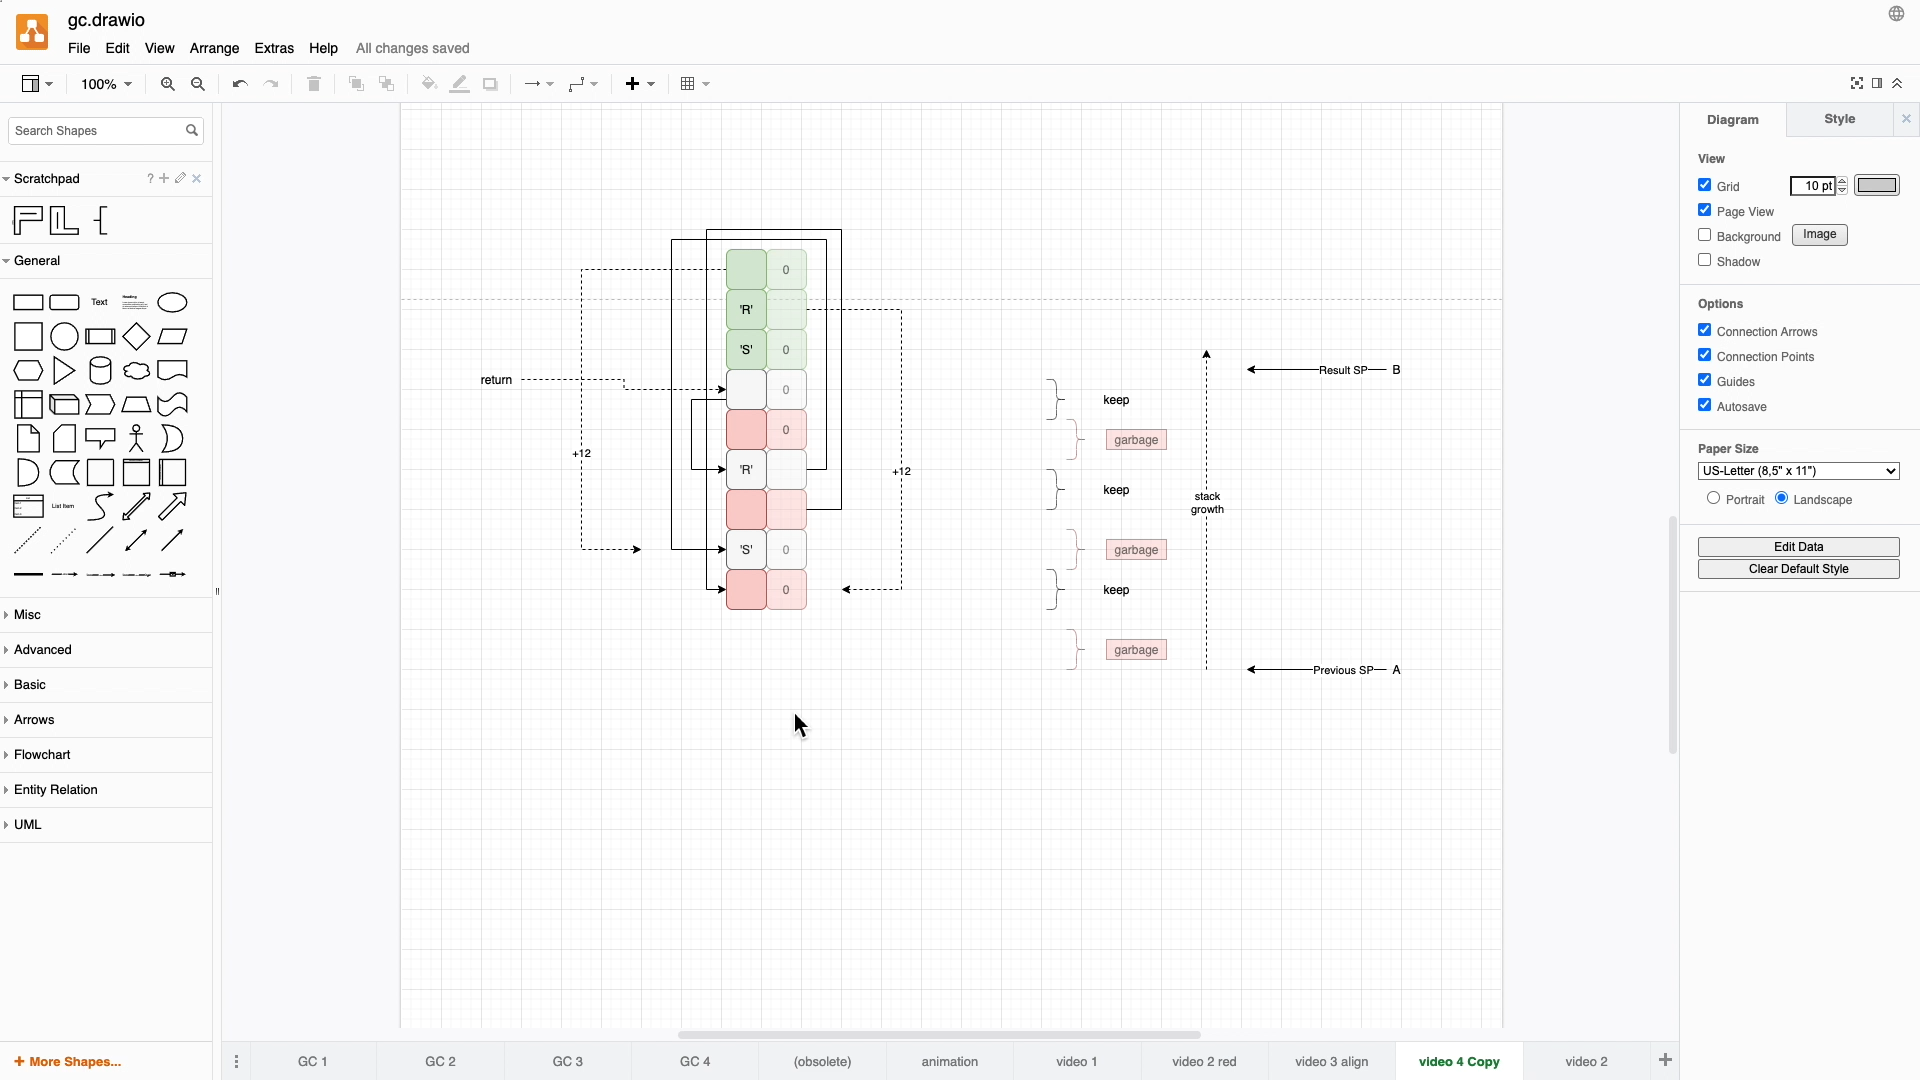 gc.drawio
File Edit View Arrange Extras Help All changes saved
100%
Search Shapes
Scratchpad
?
General
Text
Heading
List Item
Misc
Advanced
Basic
Arrows
Flowchart
Entity Relation
UML
+ More Shapes...
0
'R'
'S' 0
return
0
0
+12
'R'
+12
'S' 0
0
keep
garbage
keep
garbage
keep
garbage
stack
growth
Result SP B
Previous SP A
Diagram Style
View
Grid 10 pt
Page View
Background Image
Shadow
Options
Connection Arrows
Connection Points
Guides
Autosave
Paper Size
US-Letter (8,5" x 11")
Portrait Landscape
Edit Data
Clear Default Style
GC 1 GC 2 GC 3 GC 4 (obsolete) animation video 1 video 2 red video 3 align video 4 Copy video 2